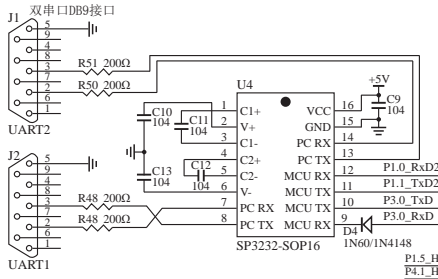 双串口DB9接口
J1
5
9
4
8
3
7
2
6
1
UART2
R51 200Ω
R50 200Ω
J2
5
9
4
8
3
7
2
6
1
UART1
R48 200Ω
R48 200Ω
C10
104
C11
104
C13
104
C12
104
U4
1 C1+
2 V+
3 C1-
4 C2+
5 C2-
6 V-
7 PC RX
8 PC TX
VCC 16
GND 15
PC RX 14
PC TX 13
MCU RX 12 P1.0_RxD2
MCU TX 11 P1.1_TxD2
MCU TX 10 P3.0_TxD
MCU RX 9 P3.0_RxD
SP3232-SOP16
+5V
C9
104
D4
1N60/1N4148
P1.5_H
P4.1_H